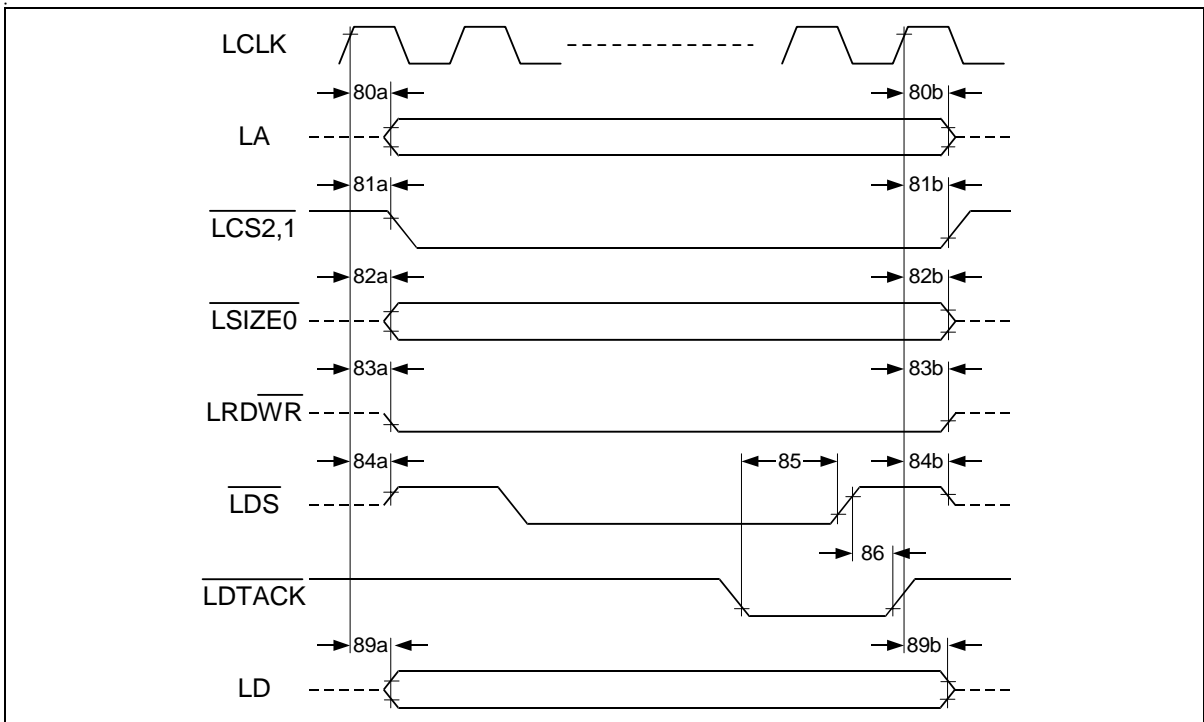 LCLK
80a 80b
LA
81a 81b
LCS2,1
82a 82b
LSIZE0
83a 83b
LRDWR
84a 85 84b
LDS
86
LDTACK
89a 89b
LD